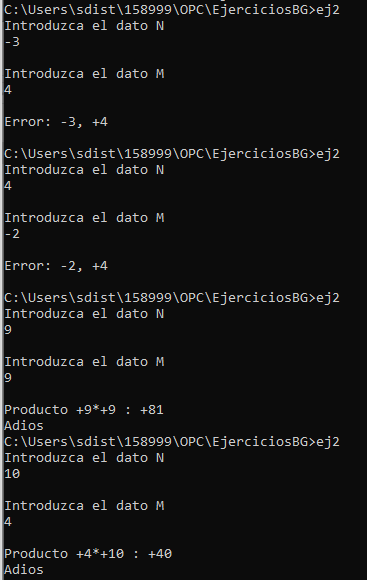 C:\Users\sdist\158999\OPC\EjerciciosBG>ej2
Introduzca el dato N
-3
Introduzca el dato M
4
Error: -3, +4
C:\Users\sdist\158999\OPC\EjerciciosBG>ej2
Introduzca el dato N
4
Introduzca el dato M
-2
Error: -2, +4
C:\Users\sdist\158999\OPC\EjerciciosBG>ej2
Introduzca el dato N
9
Introduzca el dato M
9
Producto +9*+9 : +81
Adios
C:\Users\sdist\158999\OPC\EjerciciosBG>ej2
Introduzca el dato N
10
Introduzca el dato M
4
Producto +4*+10 : +40
Adios